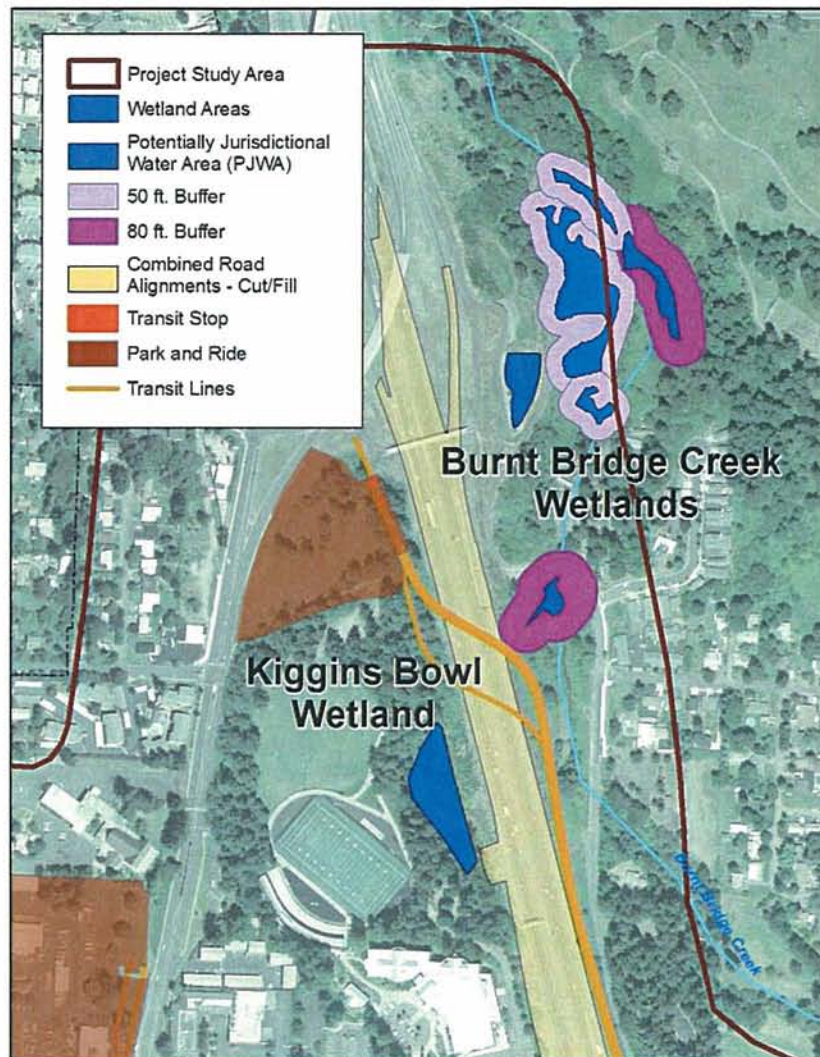 Project Study Area
Wetland Areas
Potentially Jurisdictional
Water Area (PJWA)
50 ft. Buffer
80 ft. Buffer
Combined Road
Alignments - Cut/Fill
Transit Stop
Park and Ride
Transit Lines
Burnt Bridge Creek
Wetlands
Kiggins Bowl
Wetland
Burnt Bridge Creek